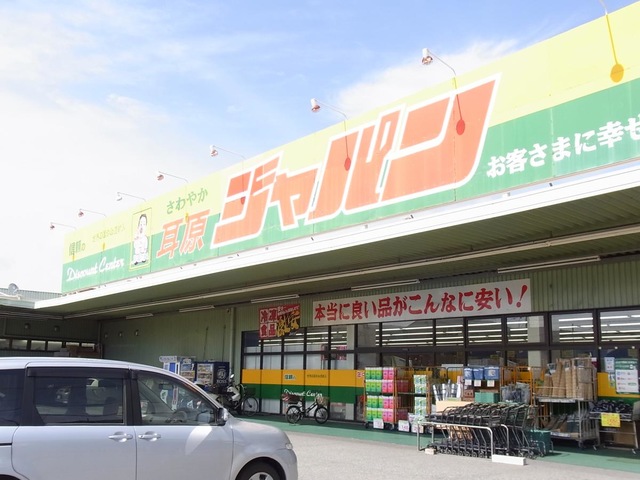 さわやか
耳原
ジャパン
Discount Center
お客さまに幸せ
本当に良い品がこんなに安い!
冷凍
食品